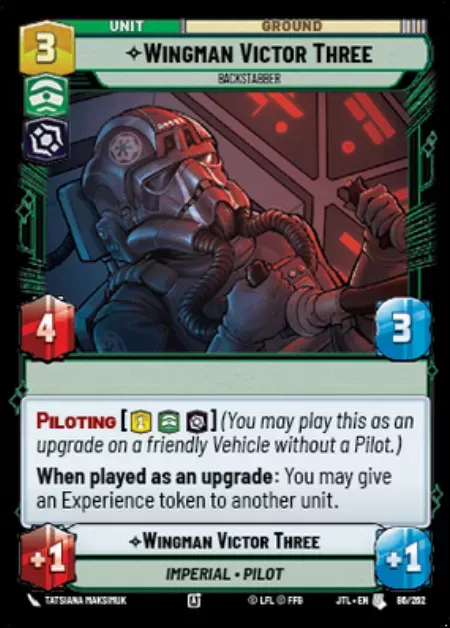 UNIT
GROUND
3
WINGMAN VICTOR THREE
BACKSTABBER
4
3
PILOTING [1] (You may play this as an
upgrade on a friendly Vehicle without a Pilot.)
When played as an upgrade: You may give
an Experience token to another unit.
+1
WINGMAN VICTOR THREE
+1
IMPERIAL • PILOT
TATSIANA MAKSIMUK
A
© LFL © FFG
JTL • EN
86/262